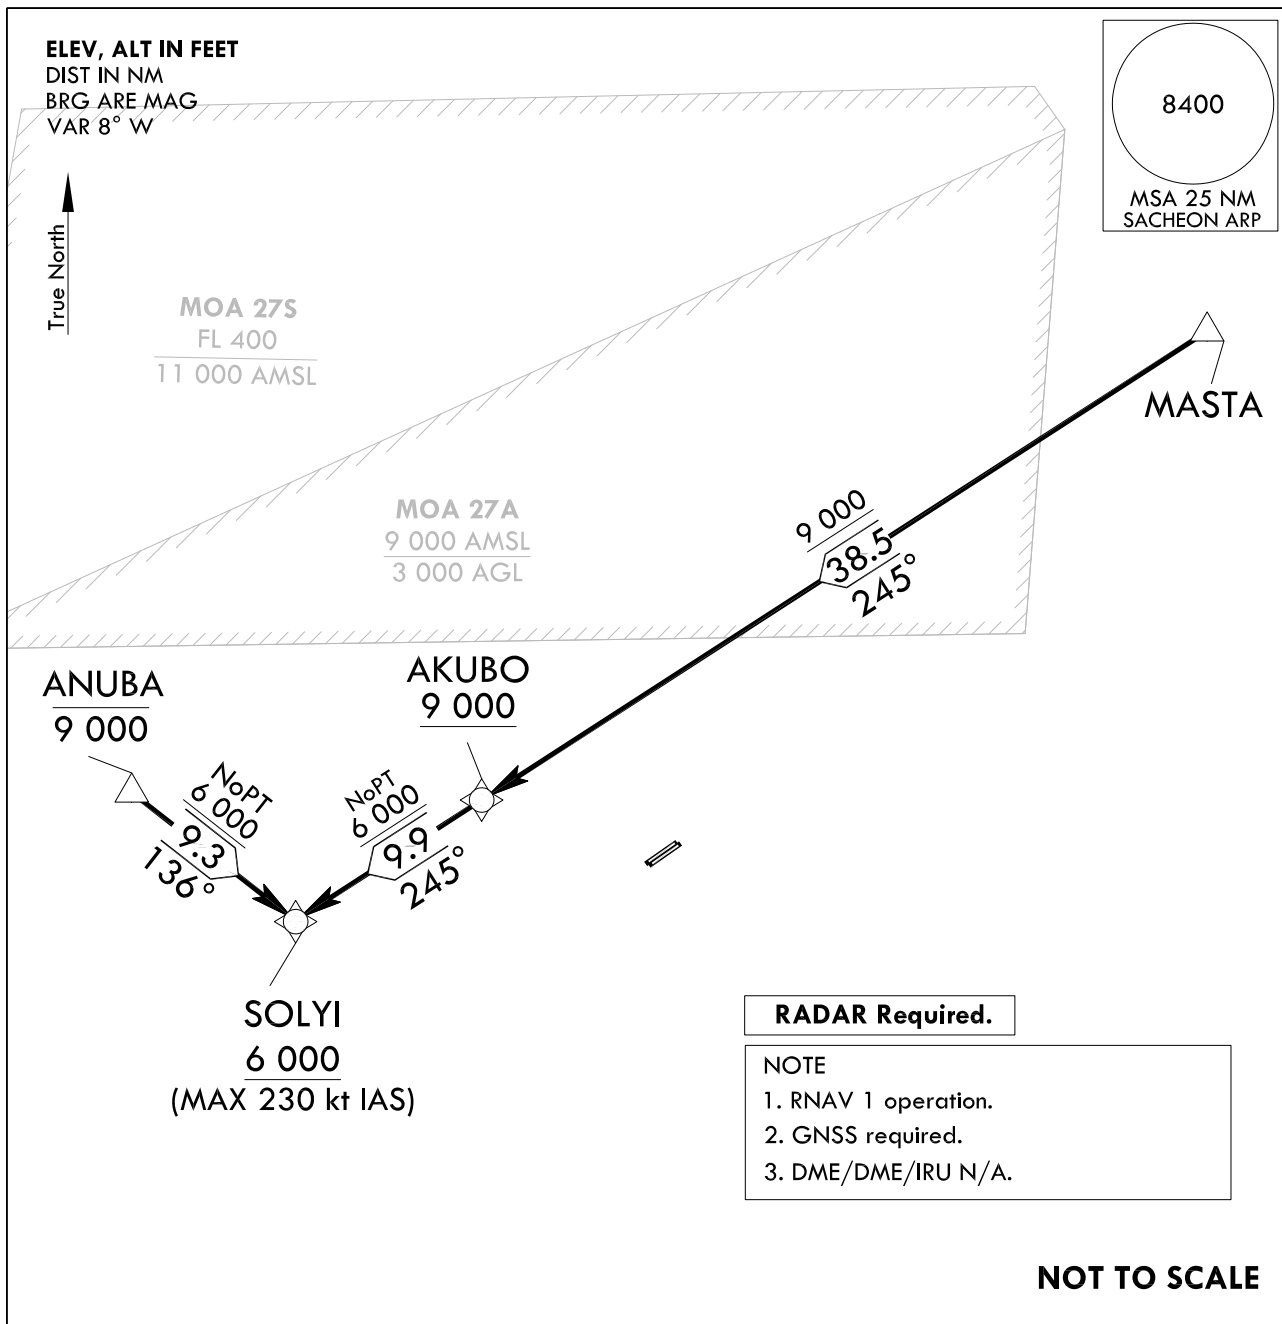 ELEV, ALT IN FEET
DIST IN NM
BRG ARE MAG
VAR 8° W
True North
8400
MSA 25 NM
SACHEON ARP
MOA 27S
FL 400
11 000 AMSL
MASTA
MOA 27A
9 000 AMSL
3 000 AGL
9 000
38.5
245°
ANUBA
9 000
AKUBO
9 000
NoPT
6 000
9.3
136°
NoPT
6 000
9.9
245°
SOLYI
6 000
(MAX 230 kt IAS)
RADAR Required.
NOTE
1. RNAV 1 operation.
2. GNSS required.
3. DME/DME/IRU N/A.
NOT TO SCALE